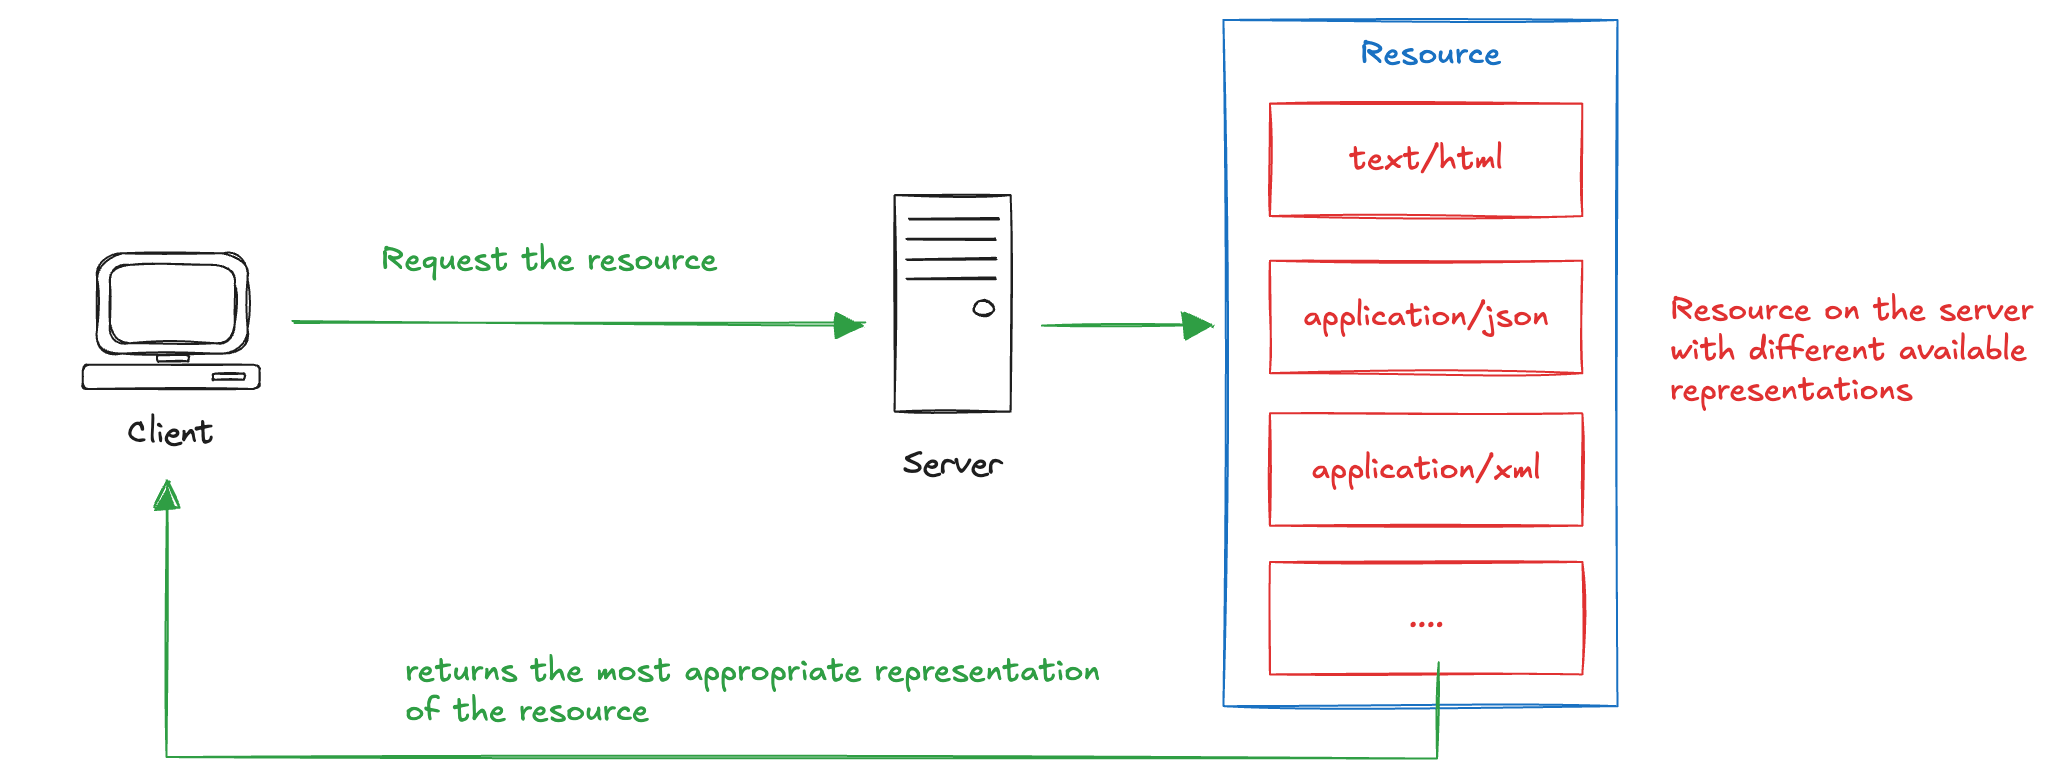 Resource
text/html
Request the resource
application/json
Resource on the server
with different available
representations
Client
Server
application/xml
....
returns the most appropriate representation
of the resource